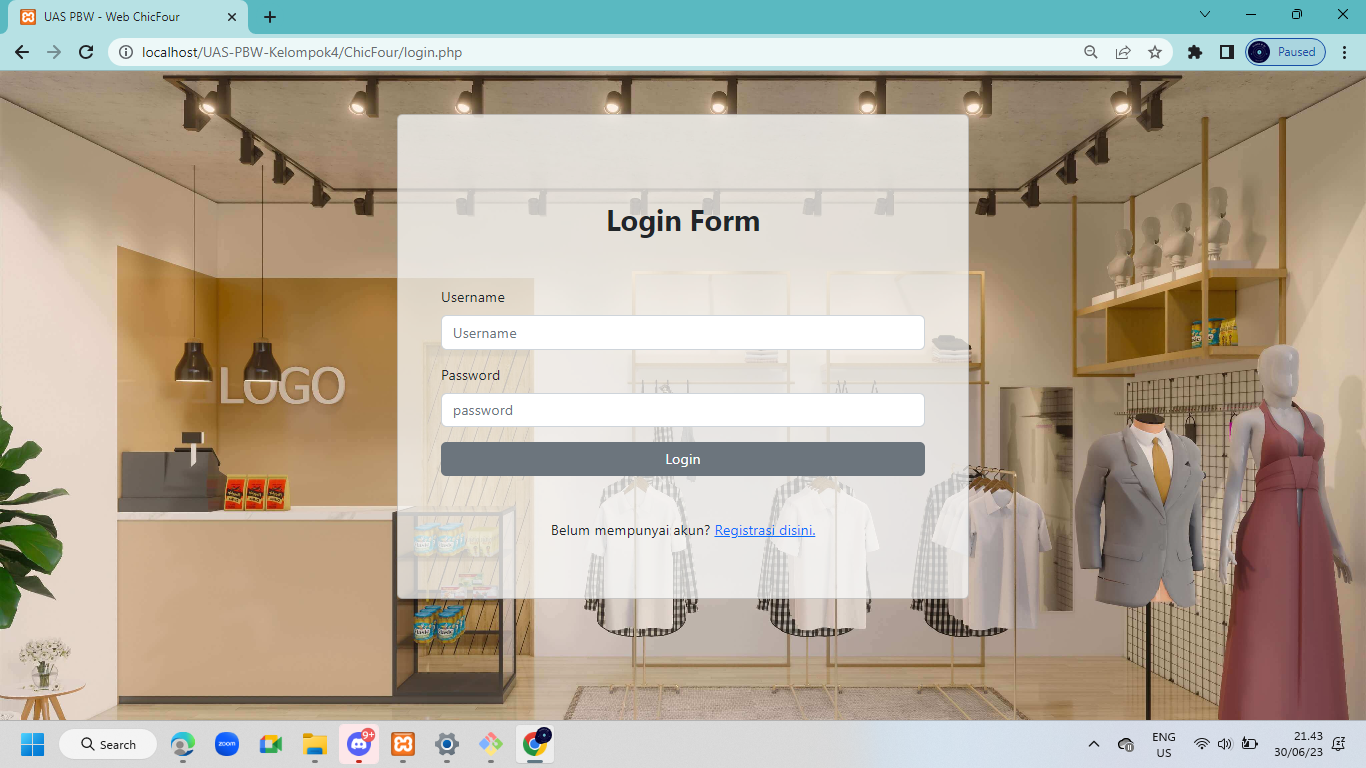 UAS PBW - Web ChicFour
localhost/UAS-PBW-Kelompok4/ChicFour/login.php
Paused
Login Form
Username
Username
Password
password
Login
Belum mempunyai akun? Registrasi disini.
LOGO
Search
zoom
9+
ENG
US
21.43
30/06/23